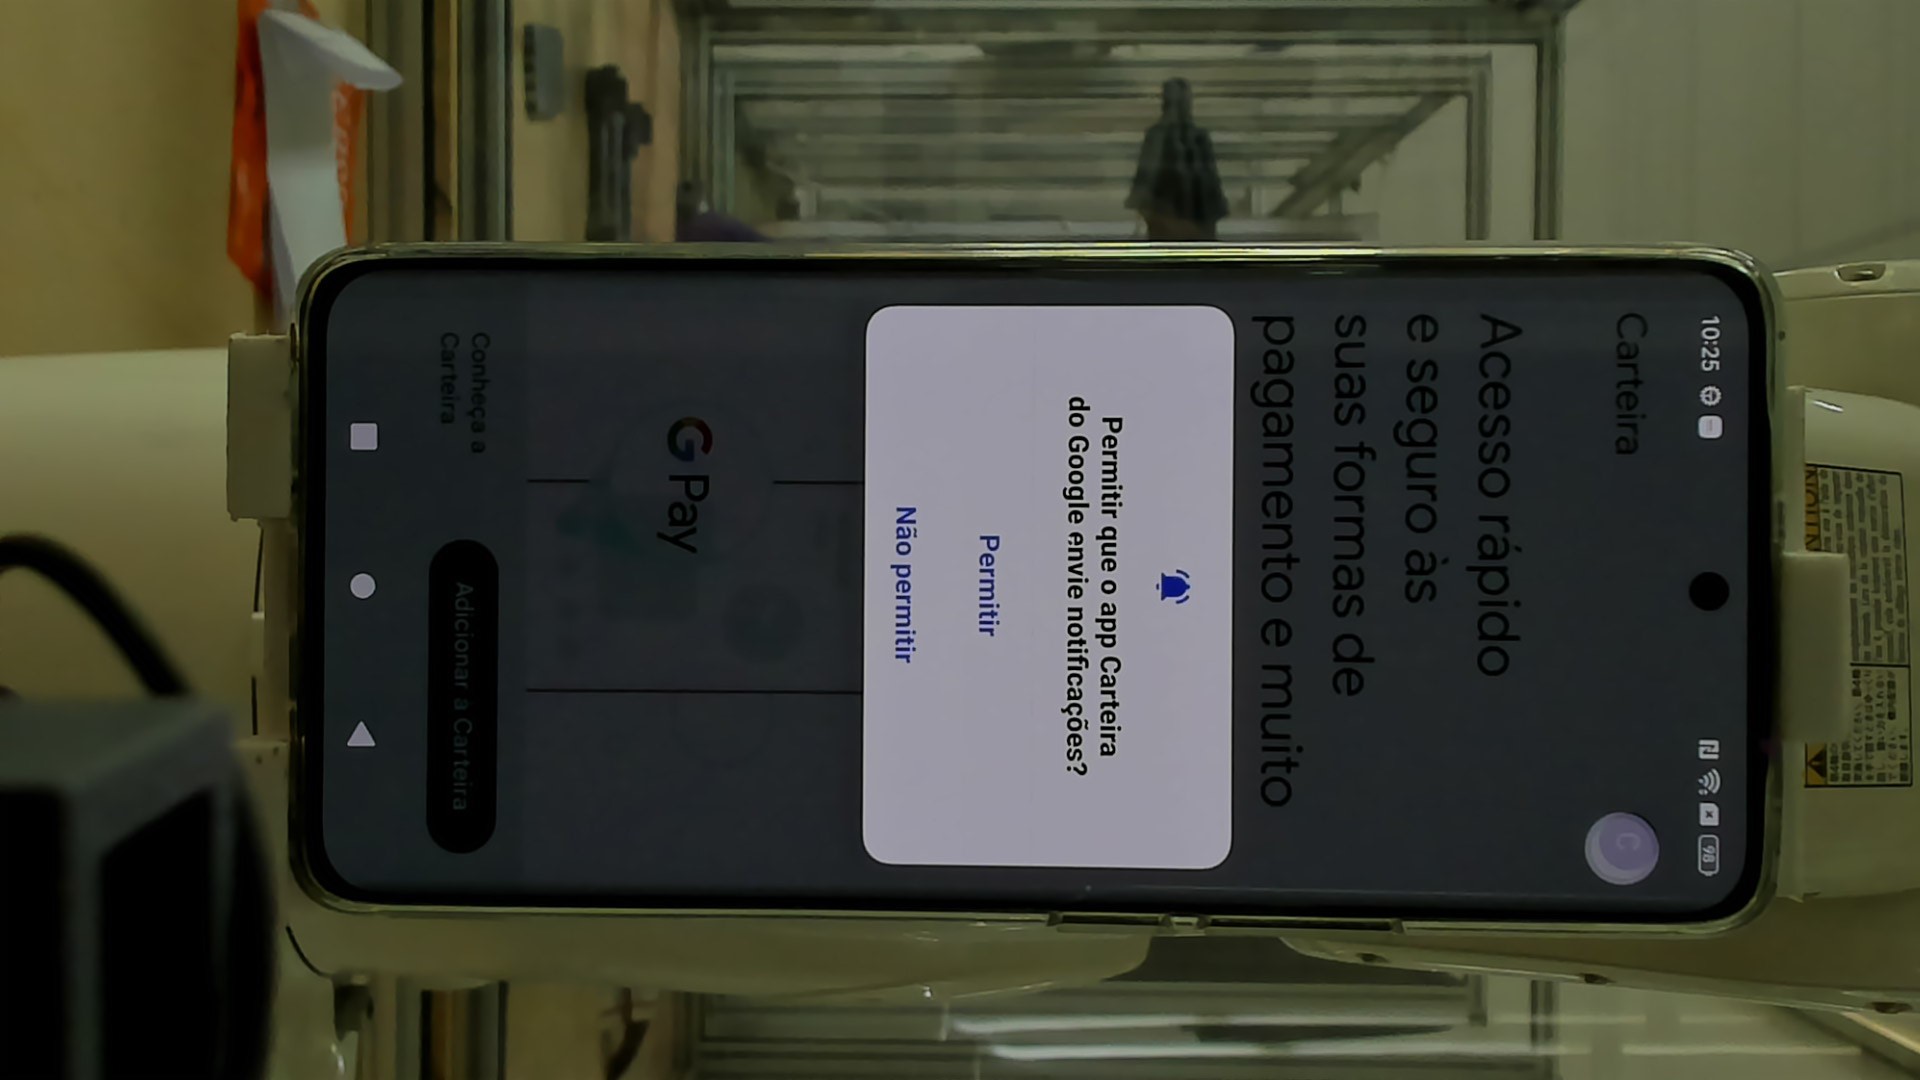 10:25
98
Carteira
C
Acesso rápido
e seguro às
suas formas de
pagamento e muito
Permitir que o app Carteira
do Google envie notificações?
Permitir
Não permitir
G Pay
Conheça a
Carteira
Adicionar à Carteira